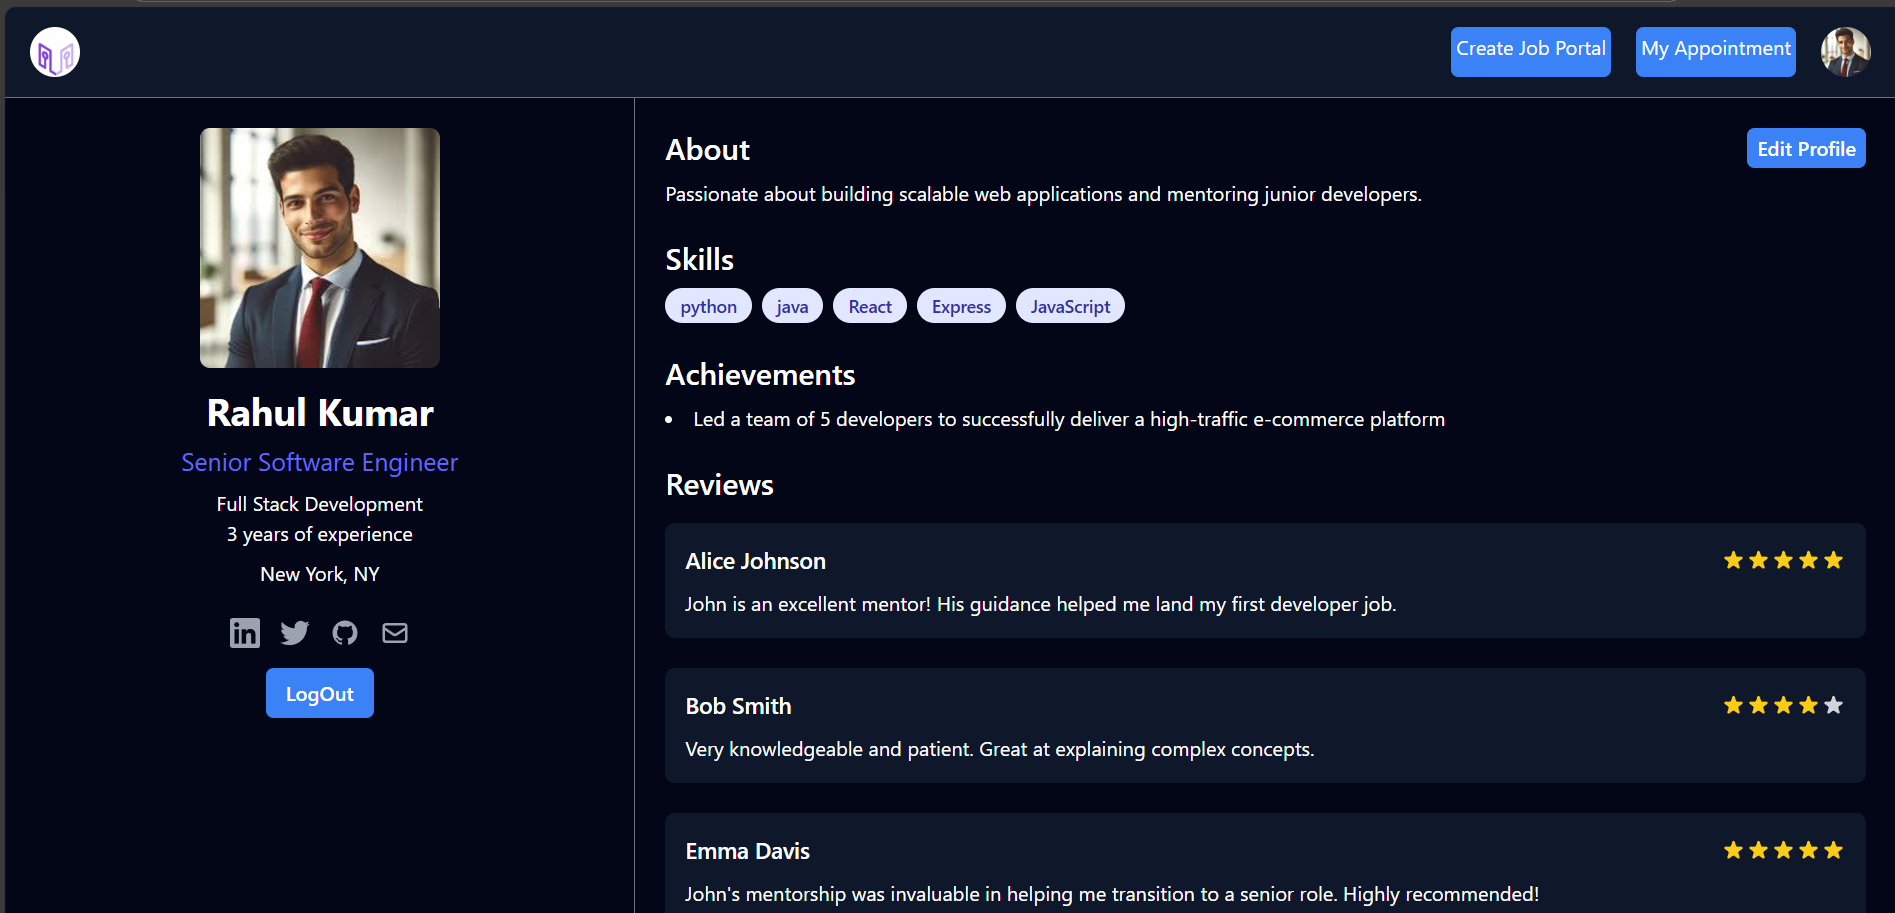 Create Job Portal
My Appointment
Rahul Kumar
Senior Software Engineer
Full Stack Development
3 years of experience
New York, NY
in
LogOut
About
Edit Profile
Passionate about building scalable web applications and mentoring junior developers.
Skills
python
java
React
Express
JavaScript
Achievements
Led a team of 5 developers to successfully deliver a high-traffic e-commerce platform
Reviews
Alice Johnson
John is an excellent mentor! His guidance helped me land my first developer job.
Bob Smith
Very knowledgeable and patient. Great at explaining complex concepts.
Emma Davis
John's mentorship was invaluable in helping me transition to a senior role. Highly recommended!